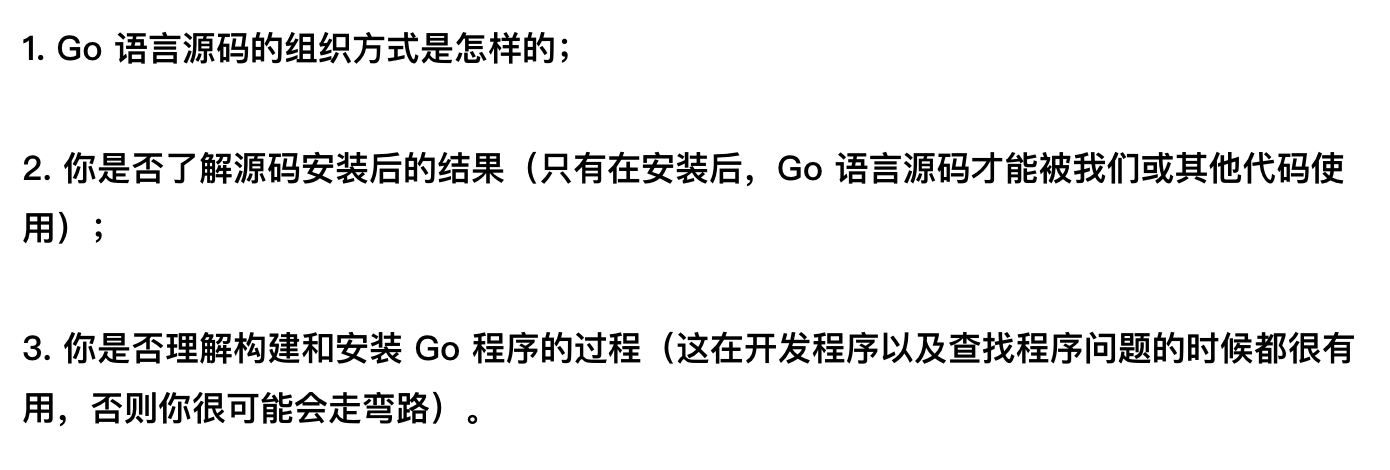 1. Go 语言源码的组织方式是怎样的；
2. 你是否了解源码安装后的结果（只有在安装后，Go 语言源码才能被我们或其他代码使
用）；
3. 你是否理解构建和安装 Go 程序的过程（这在开发程序以及查找程序问题的时候都很有
用，否则你很可能会走弯路）。